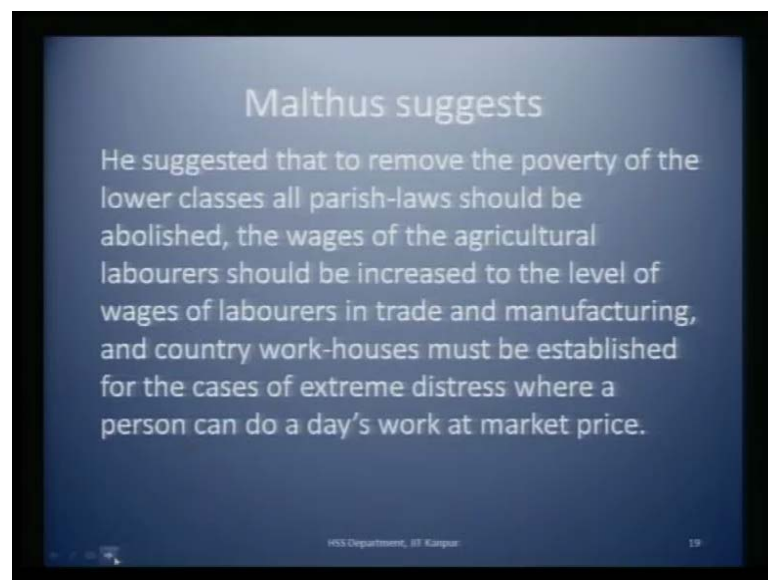 Malthus suggests
He suggested that to remove the poverty of the
lower classes all parish-laws should be
abolished, the wages of the agricultural
labourers should be increased to the level of
wages of labourers in trade and manufacturing,
and country work-houses must be established
for the cases of extreme distress where a
person can do a day's work at market price.
HSS Department, IIT Kanpur
19